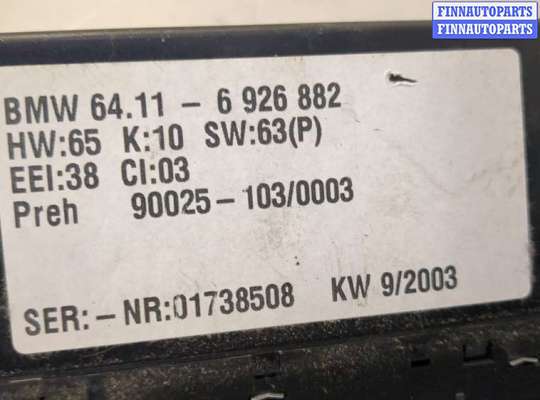 FINNAUTOPARTS
FINNAUTOPARTS
BMW 64.11 - 6 926 882
HW:65 K:10 SW:63(P)
EEI:38 CI:03
Preh 90025-103/0003
SER:-NR:01738508 KW 9/2003